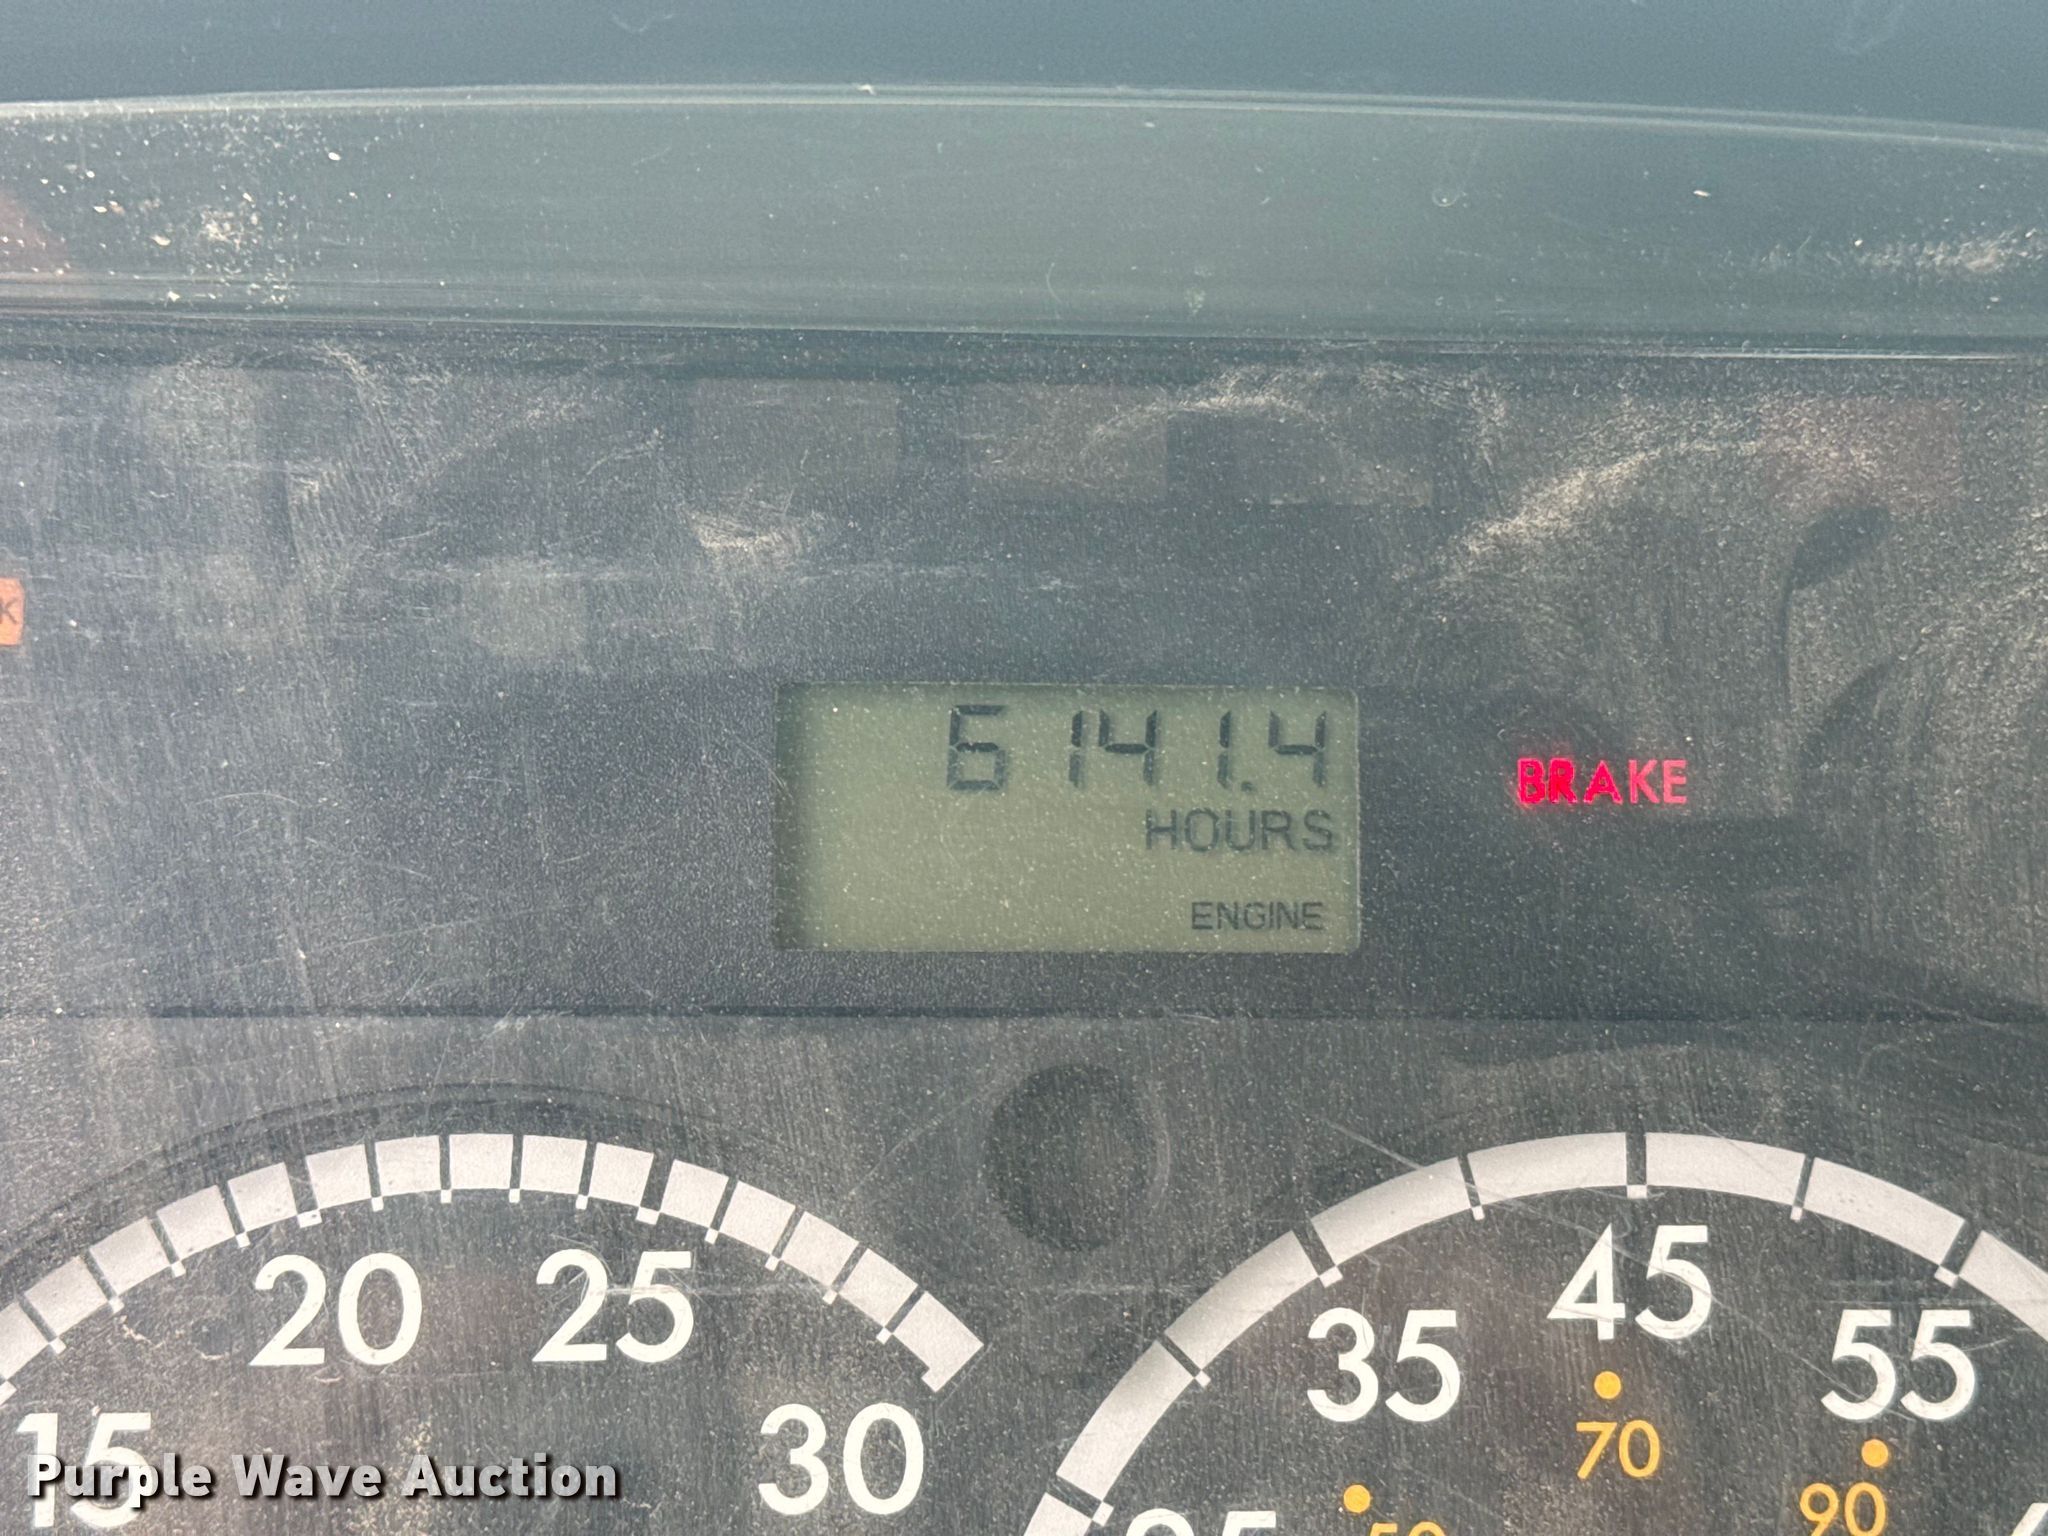 6141.4
HOURS
BRAKE
ENGINE
20
25
45
35
55
15
30
70
90
Purple Wave Auction